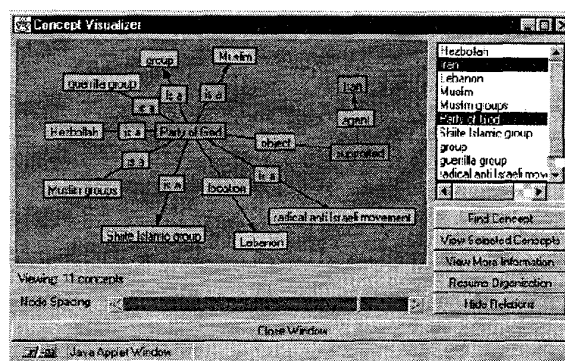 Concept Visualizer
group
Muslim
guerrilla group
is a
is a
Iran
is a
Hezbollah
is a
Party of God
agent
is a
object
supported
Muslim groups
is a
location
is a
radical anti Israeli movement
Shiite Islamic group
Lebanon
Hezbollah
Iran
Lebanon
Muslim
Muslim groups
Party of God
Shiite Islamic group
group
guerrilla group
radical anti Israeli mov
Find Concept
View Selected Concepts
View More Information
Resume Organization
Hide Relations
Viewing: 11 concepts
Node Spacing
Close Window
Java Applet Window